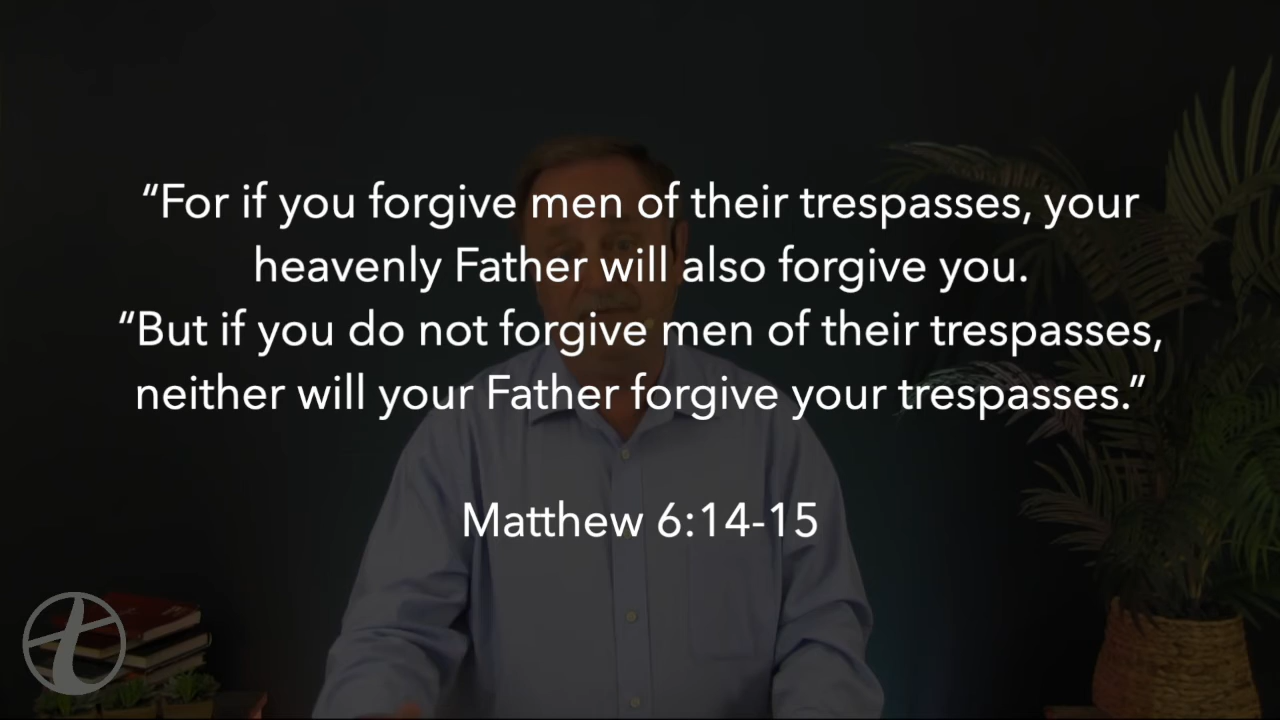 “For if you forgive men of their trespasses, your
heavenly Father will also forgive you.
“But if you do not forgive men of their trespasses,
neither will your Father forgive your trespasses.”
Matthew 6:14-15